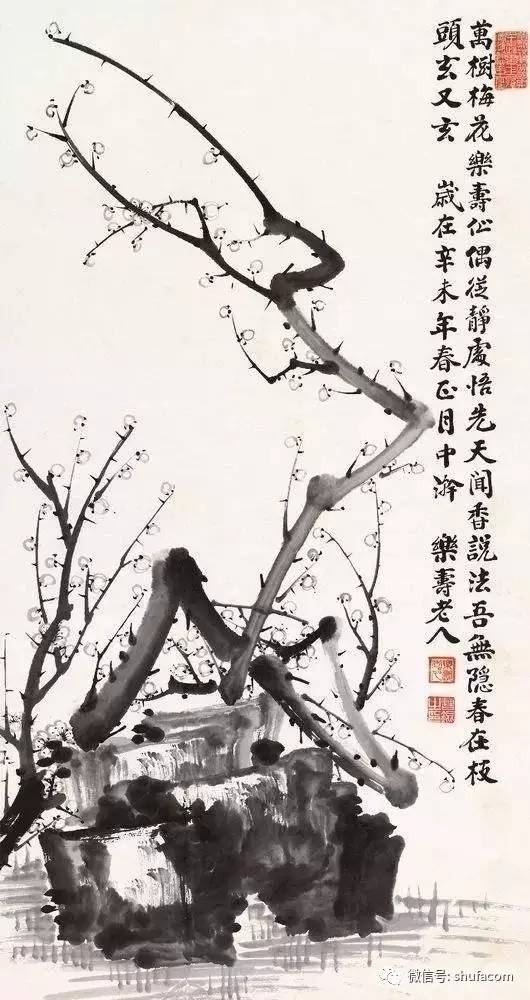 萬樹梅花樂壽仙偶從靜處悟先天聞香說法吾無隱春在枝
頭玄又玄　歲在辛未年春正月中澣　樂壽老人
微信号: shufacom